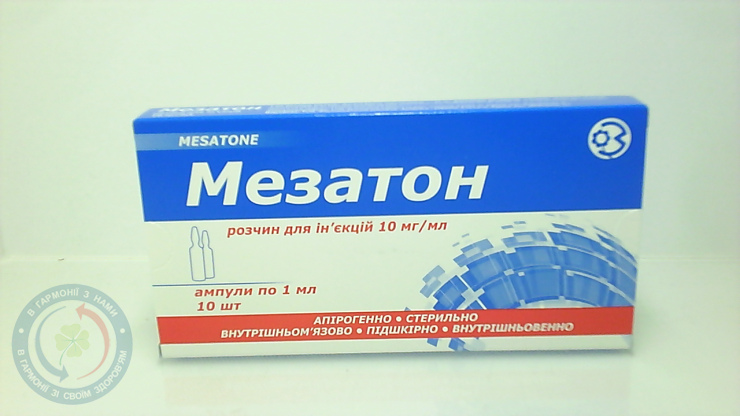 Мезатон
MESATONE
Мезатон
розчин для ін'єкцій 10 мг/мл
ампули по 1 мл
10 шт
АПІРОГЕННО • СТЕРИЛЬНО
ВНУТРІШНЬОМ'ЯЗОВО • ПІДШКІРНО • ВНУТРІШНЬОВЕННО
В ГАРМОНІЇ З НАМИ
В ГАРМОНІЇ ЗІ СВОЇМ ЗДОРОВ'ЯМ